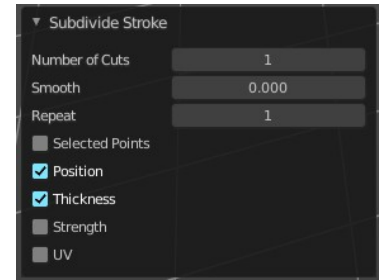 Subdivide Stroke
Number of Cuts 1
Smooth 0.000
Repeat 1
Selected Points
Position
Thickness
Strength
UV